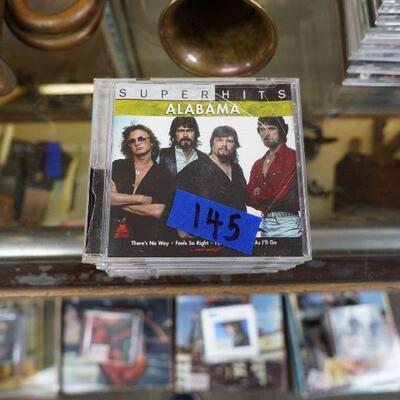 SUPER HITS
ALABAMA
145
There's No Way • Feels So Right • As I'll Go